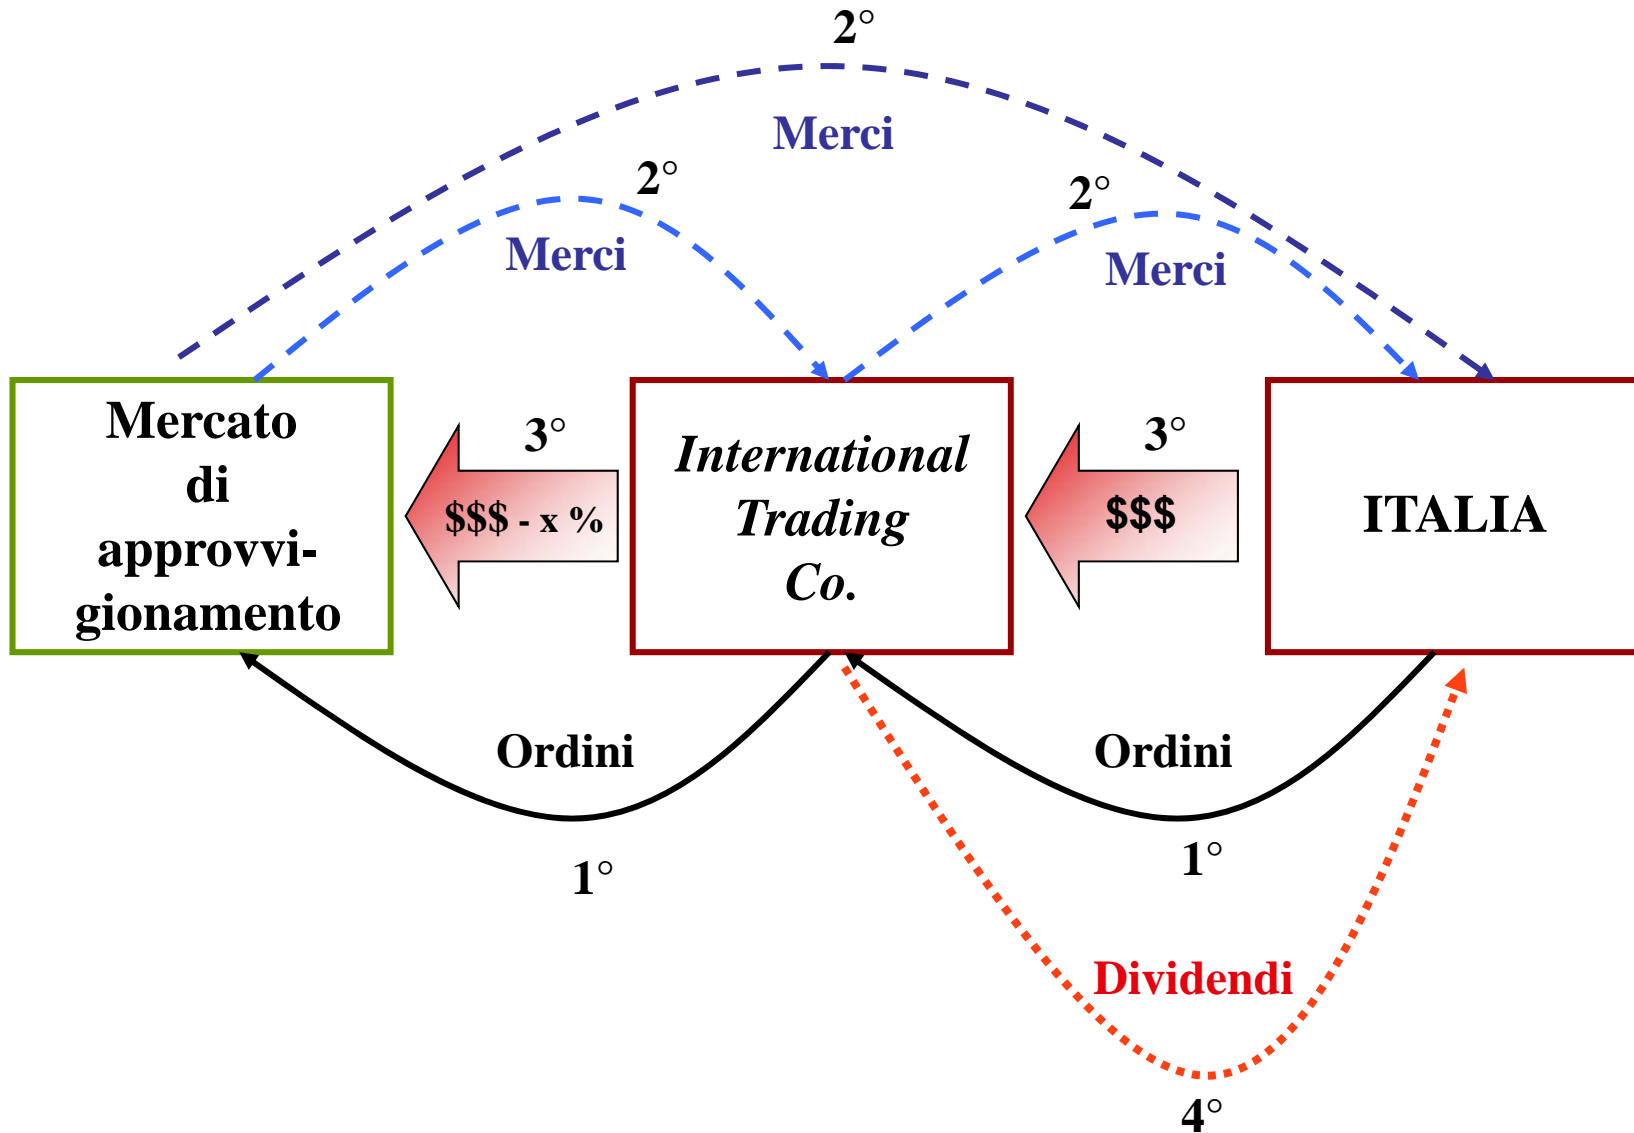 2°
Merci
2°
Merci
2°
Merci
Mercato
di
approvvi-
gionamento
3°
$$$ - x %
International
Trading
Co.
3°
$$$
ITALIA
Ordini
1°
Ordini
1°
Dividendi
4°